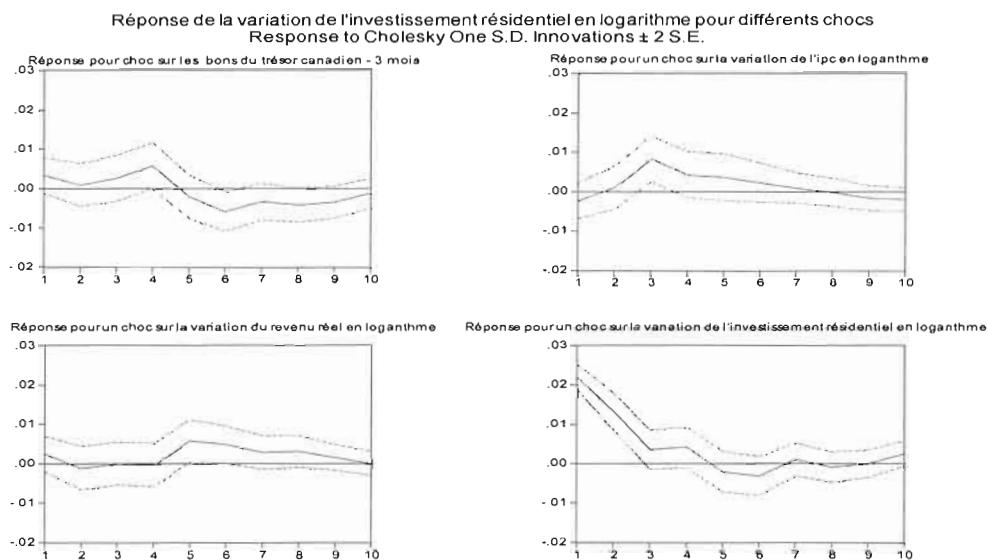 Réponse de la variation de l'investissement résidentiel en logarithme pour différents chocs
Response to Cholesky One S.D. Innovations ± 2 S.E.
Réponse pour choc sur les bons du trésor canadien - 3 mois
.03
.02
.01
.00
-.01
-.02
1 2 3 4 5 6 7 8 9 10
Réponse pour un choc sur la variation de l'ipc en logarithme
.03
.02
.01
.00
-.01
-.02
1 2 3 4 5 6 7 8 9 10
Réponse pour un choc sur la variation du revenu réel en logarithme
.03
.02
.01
.00
-.01
-.02
1 2 3 4 5 6 7 8 9 10
Réponse pour un choc sur la variation de l'investissement résidentiel en logarithme
.03
.02
.01
.00
-.01
-.02
1 2 3 4 5 6 7 8 9 10